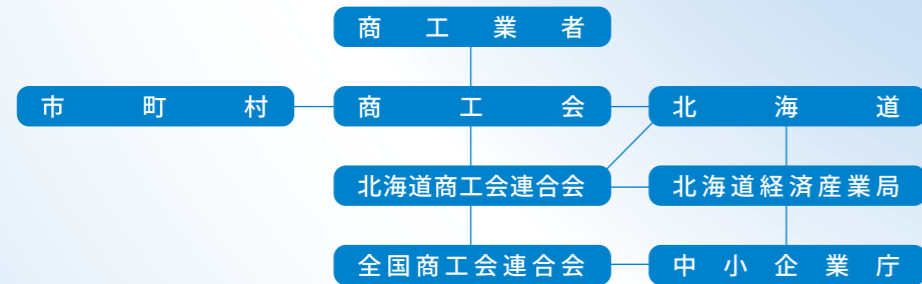 商工業者
市町村
商工会
北海道
北海道商工会連合会
北海道経済産業局
全国商工会連合会
中小企業庁